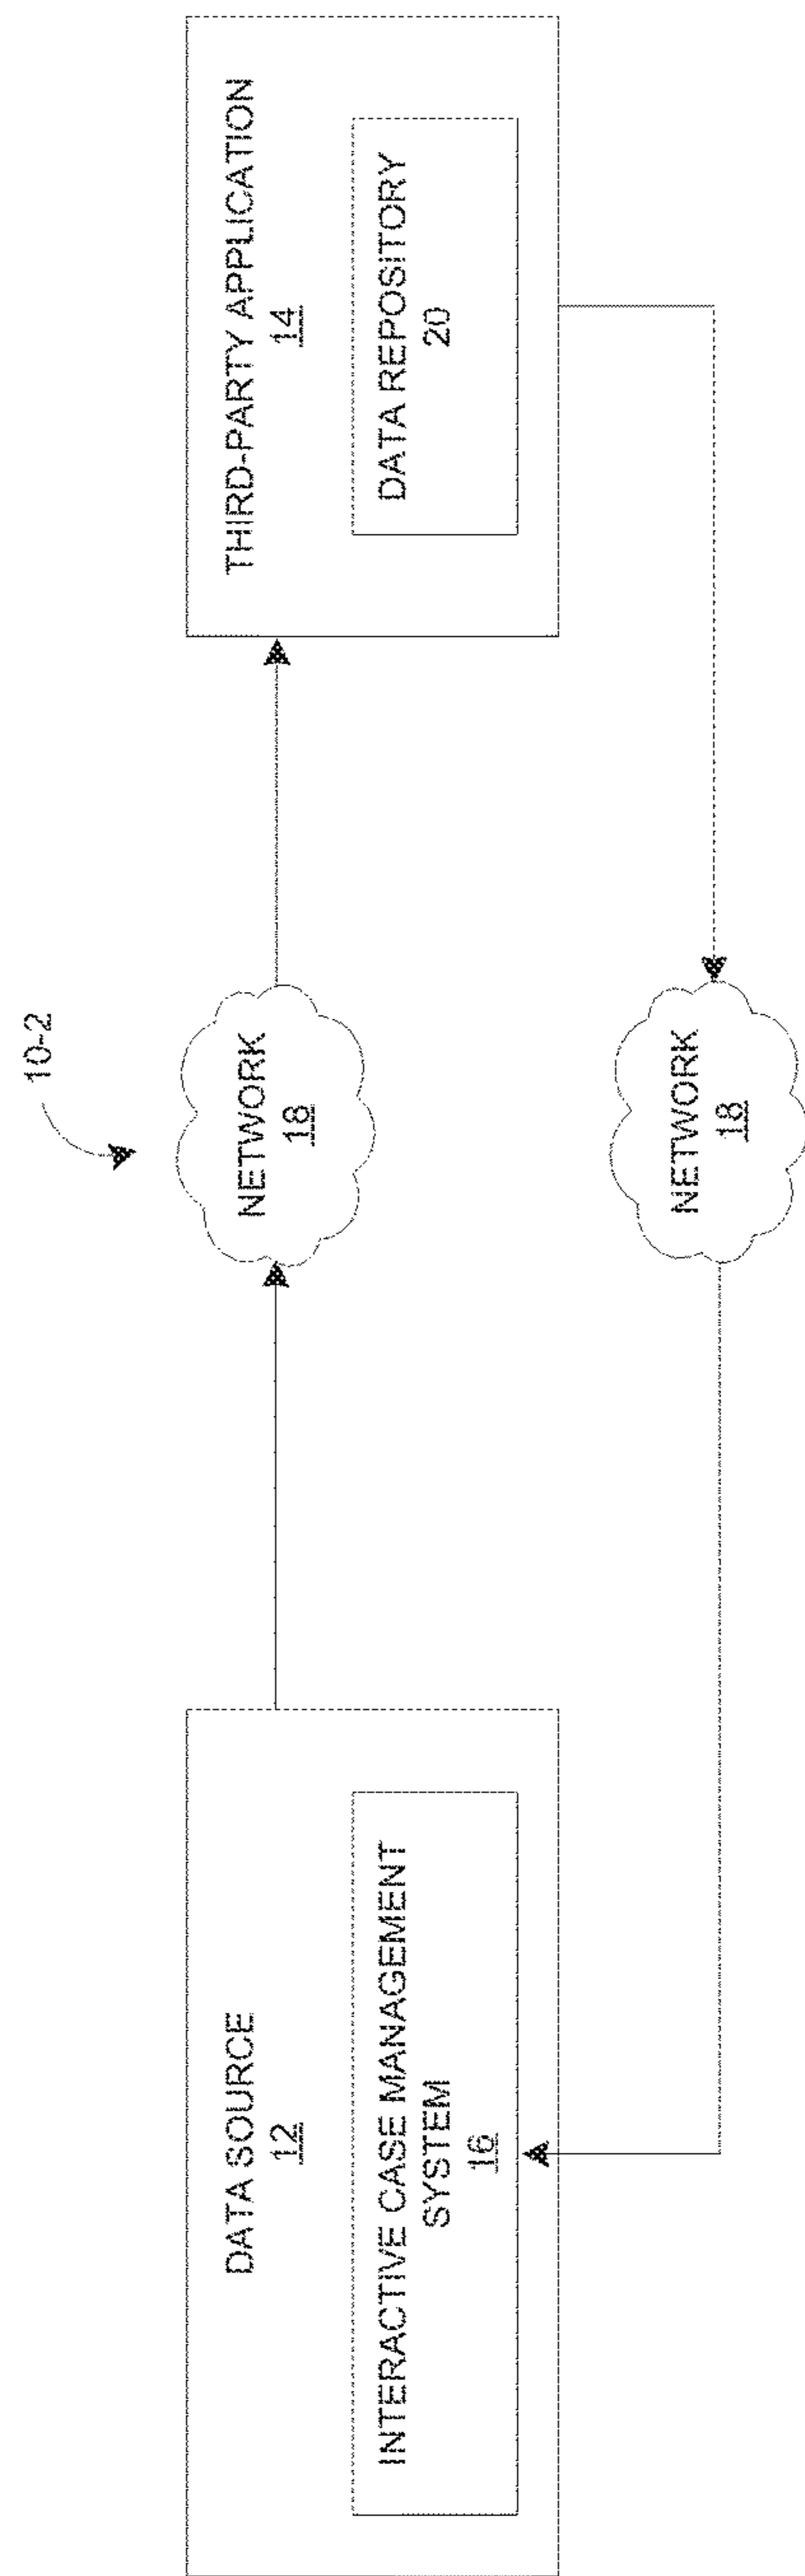 10-2
DATA SOURCE
12
INTERACTIVE CASE MANAGEMENT
SYSTEM
16
NETWORK
18
THIRD-PARTY APPLICATION
14
DATA REPOSITORY
20
NETWORK
18